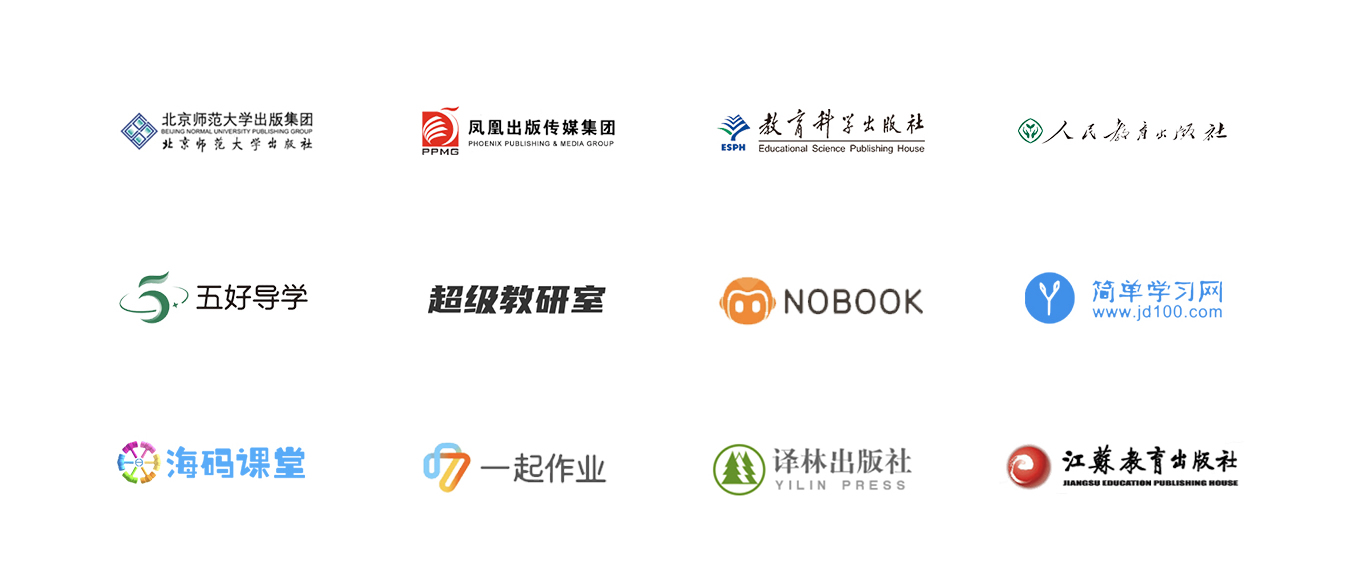 北京师范大学出版集团
BEIJING NORMAL UNIVERSITY PUBLISHING GROUP
北京师范大学出版社
PPMG
凤凰出版传媒集团
PHOENIX PUBLISHING & MEDIA GROUP
ESPH
教育科学出版社
Educational Science Publishing House
人民教育出版社
5
五好导学
超级教研室
NOBOOK
简单学习网
www.jd100.com
海码课堂
一起作业
译林出版社
YILIN PRESS
江蘇教育出版社
JIANGSU EDUCATION PUBLISHING HOUSE